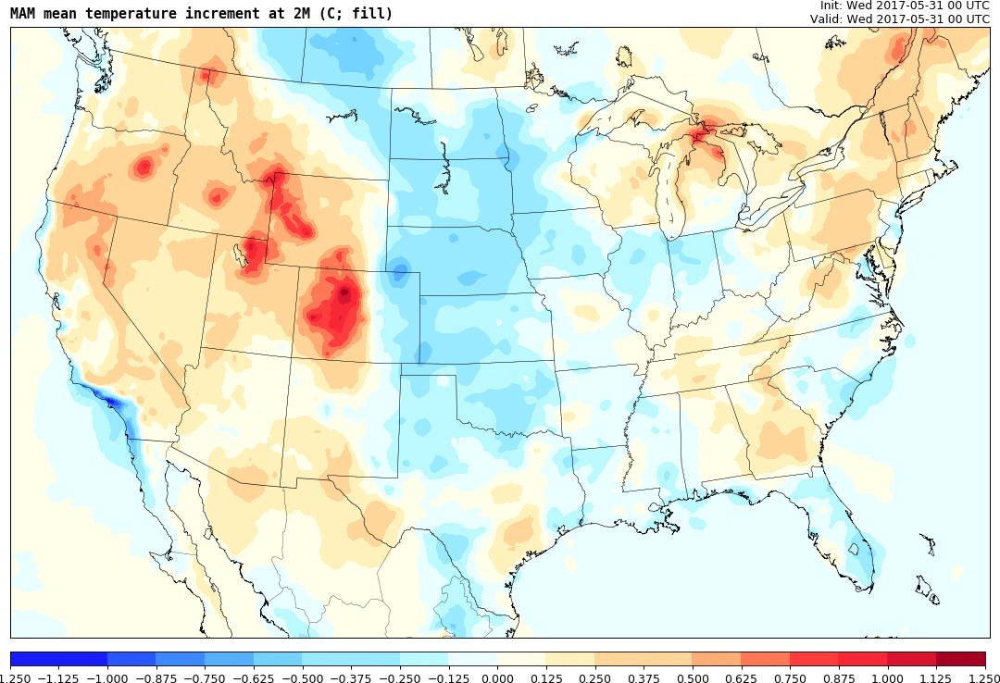 MAM mean temperature increment at 2M (C; fill)
Init: Wed 2017-05-31 00 UTC
Valid: Wed 2017-05-31 00 UTC
1.250 −1.125 −1.000 −0.875 −0.750 −0.625 −0.500 −0.375 −0.250 −0.125 0.000 0.125 0.250 0.375 0.500 0.625 0.750 0.875 1.000 1.125 1.250